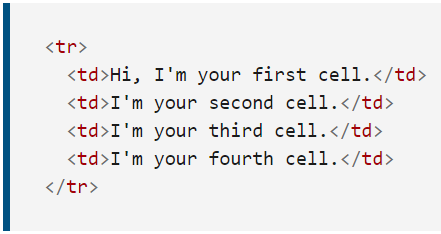 <tr>
  <td>Hi, I'm your first cell.</td>
  <td>I'm your second cell.</td>
  <td>I'm your third cell.</td>
  <td>I'm your fourth cell.</td>
</tr>